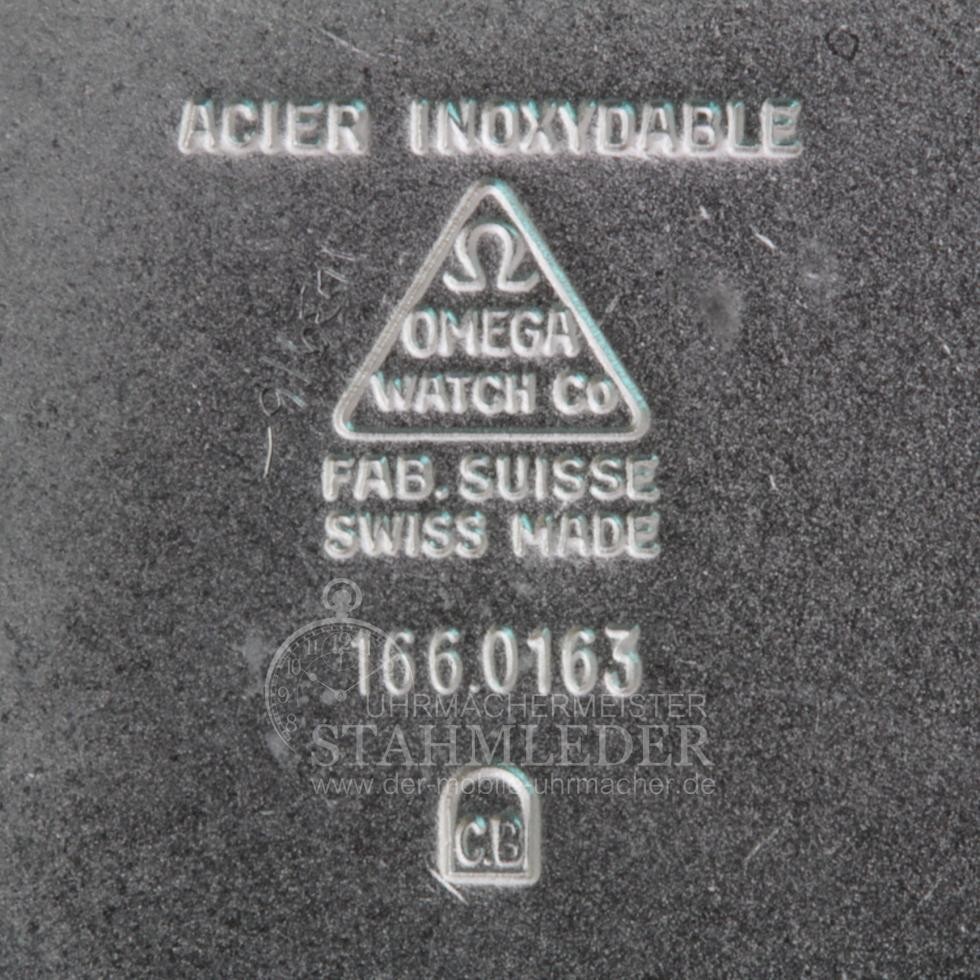 ACIER INOXYDABLE
Ω
OMEGA
WATCH Co
FAB. SUISSE
SWISS MADE
166.0163
UHRMACHERMEISTER
STAHMLEDER
www.der-mobile-uhrmacher.de
C.B